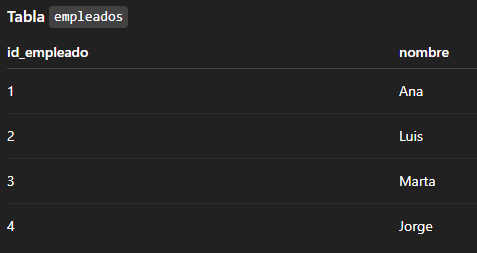 Tabla empleados
id_empleado nombre
1 Ana
2 Luis
3 Marta
4 Jorge